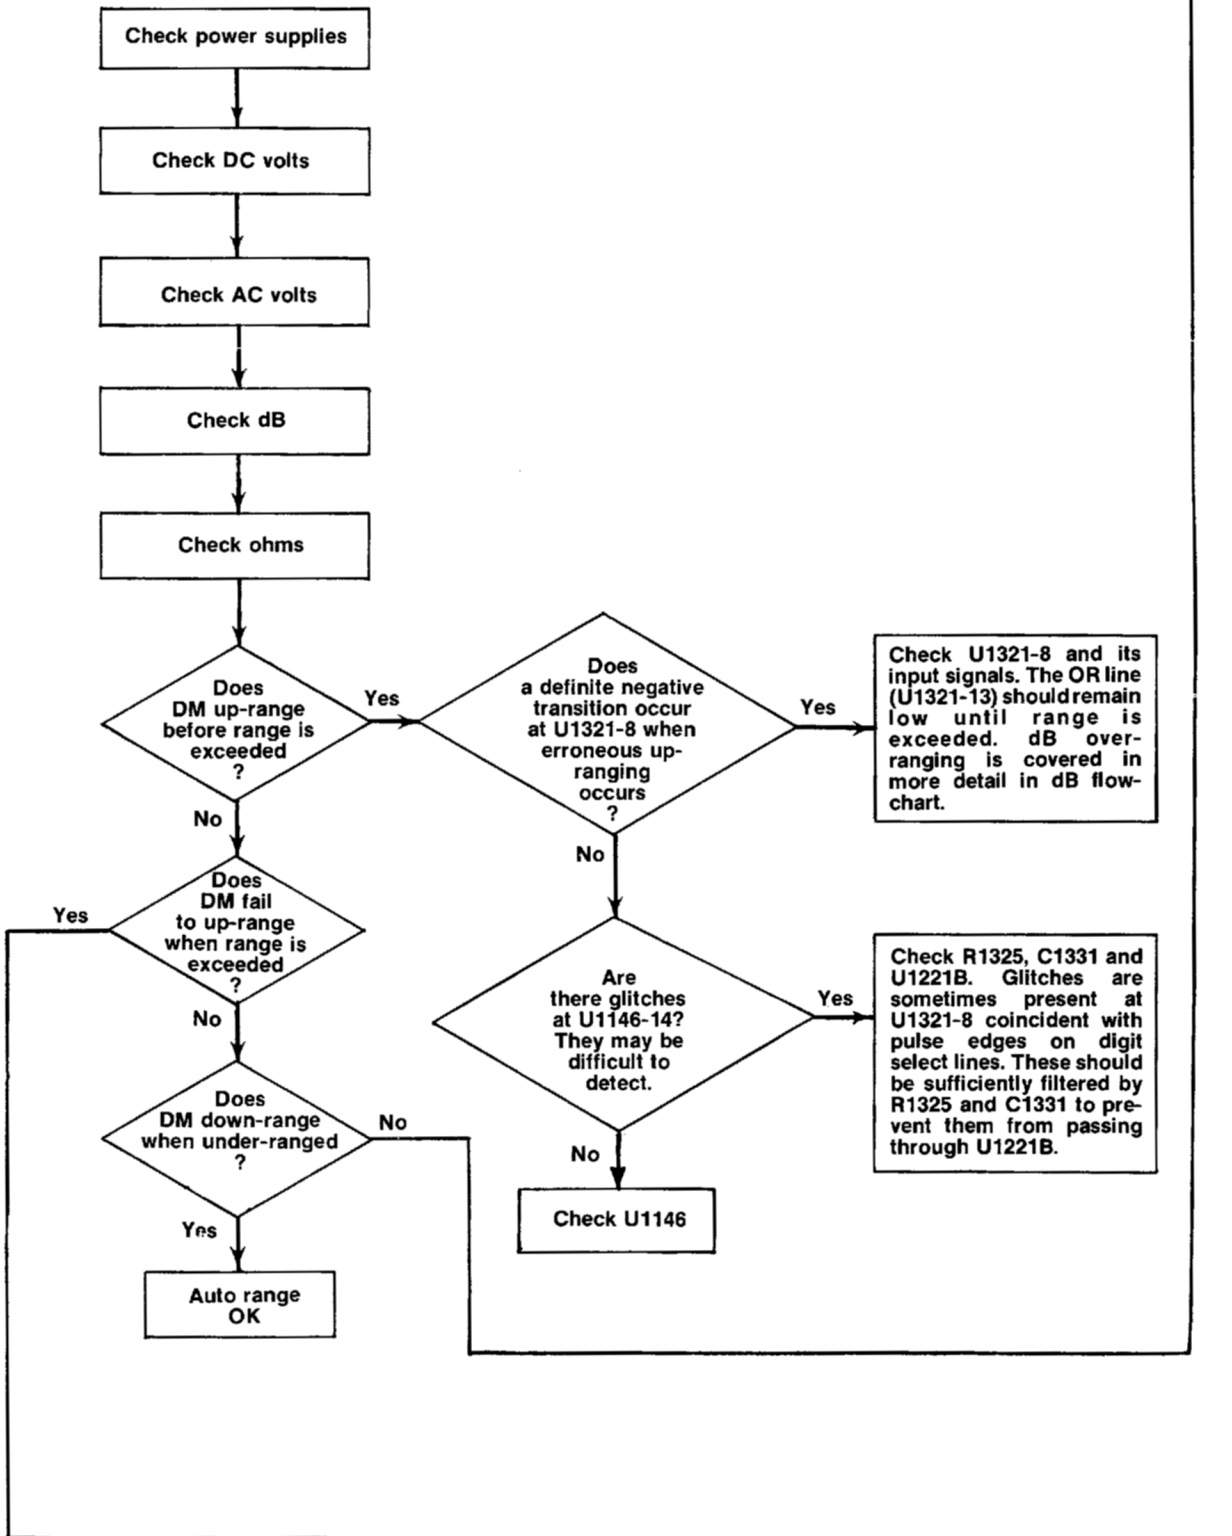 Check power supplies
Check DC volts
Check AC volts
Check dB
Check ohms
Does
DM up-range
before range is
exceeded
?
Yes
No
Does
a definite negative
transition occur
at U1321-8 when
erroneous up-
ranging
occurs
?
Yes
No
Check U1321-8 and its
input signals. The OR line
(U1321-13) should remain
low until range is
exceeded. dB over-
ranging is covered in
more detail in dB flow-
chart.
Does
DM fail
to up-range
when range is
exceeded
?
Yes
No
Are
there glitches
at U1146-14?
They may be
difficult to
detect.
Yes
No
Check R1325, C1331 and
U1221B. Glitches are
sometimes present at
U1321-8 coincident with
pulse edges on digit
select lines. These should
be sufficiently filtered by
R1325 and C1331 to pre-
vent them from passing
through U1221B.
Does
DM down-range
when under-ranged
?
No
Yes
Check U1146
Auto range
OK